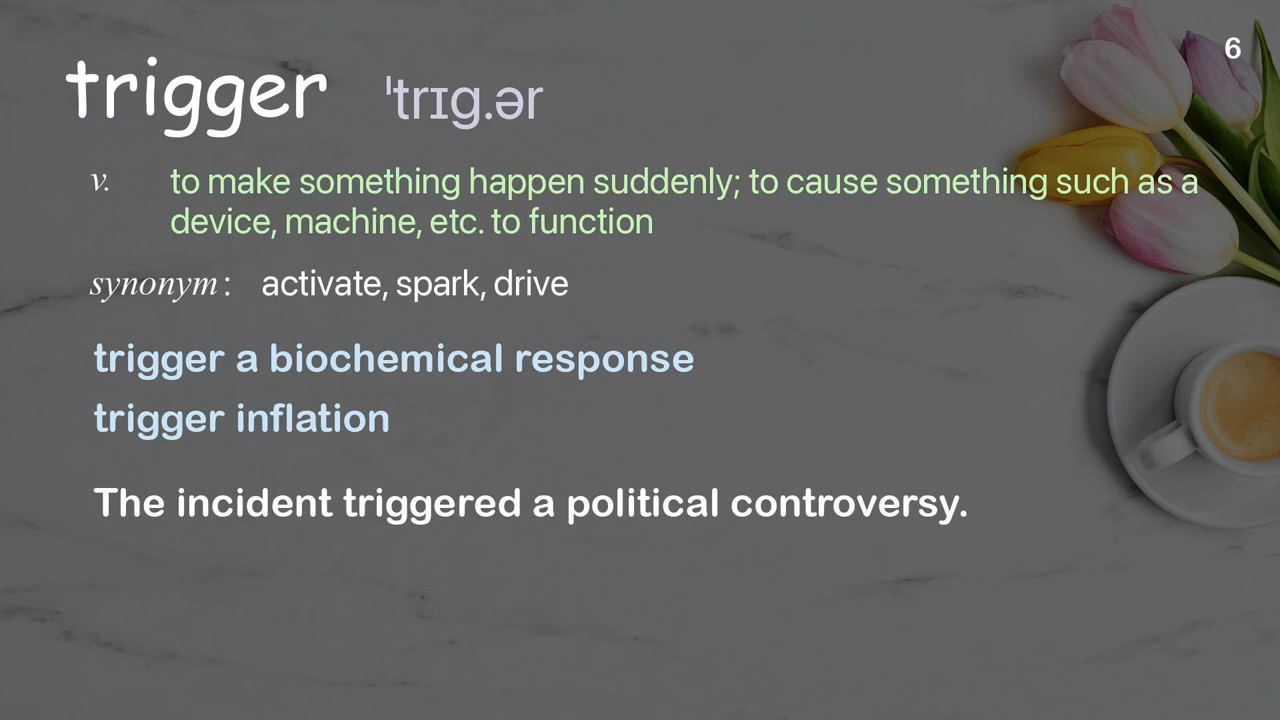 6
trigger ˈtrɪg.ər
v. to make something happen suddenly; to cause something such as a
device, machine, etc. to function
synonym: activate, spark, drive
trigger a biochemical response
trigger inflation
The incident triggered a political controversy.